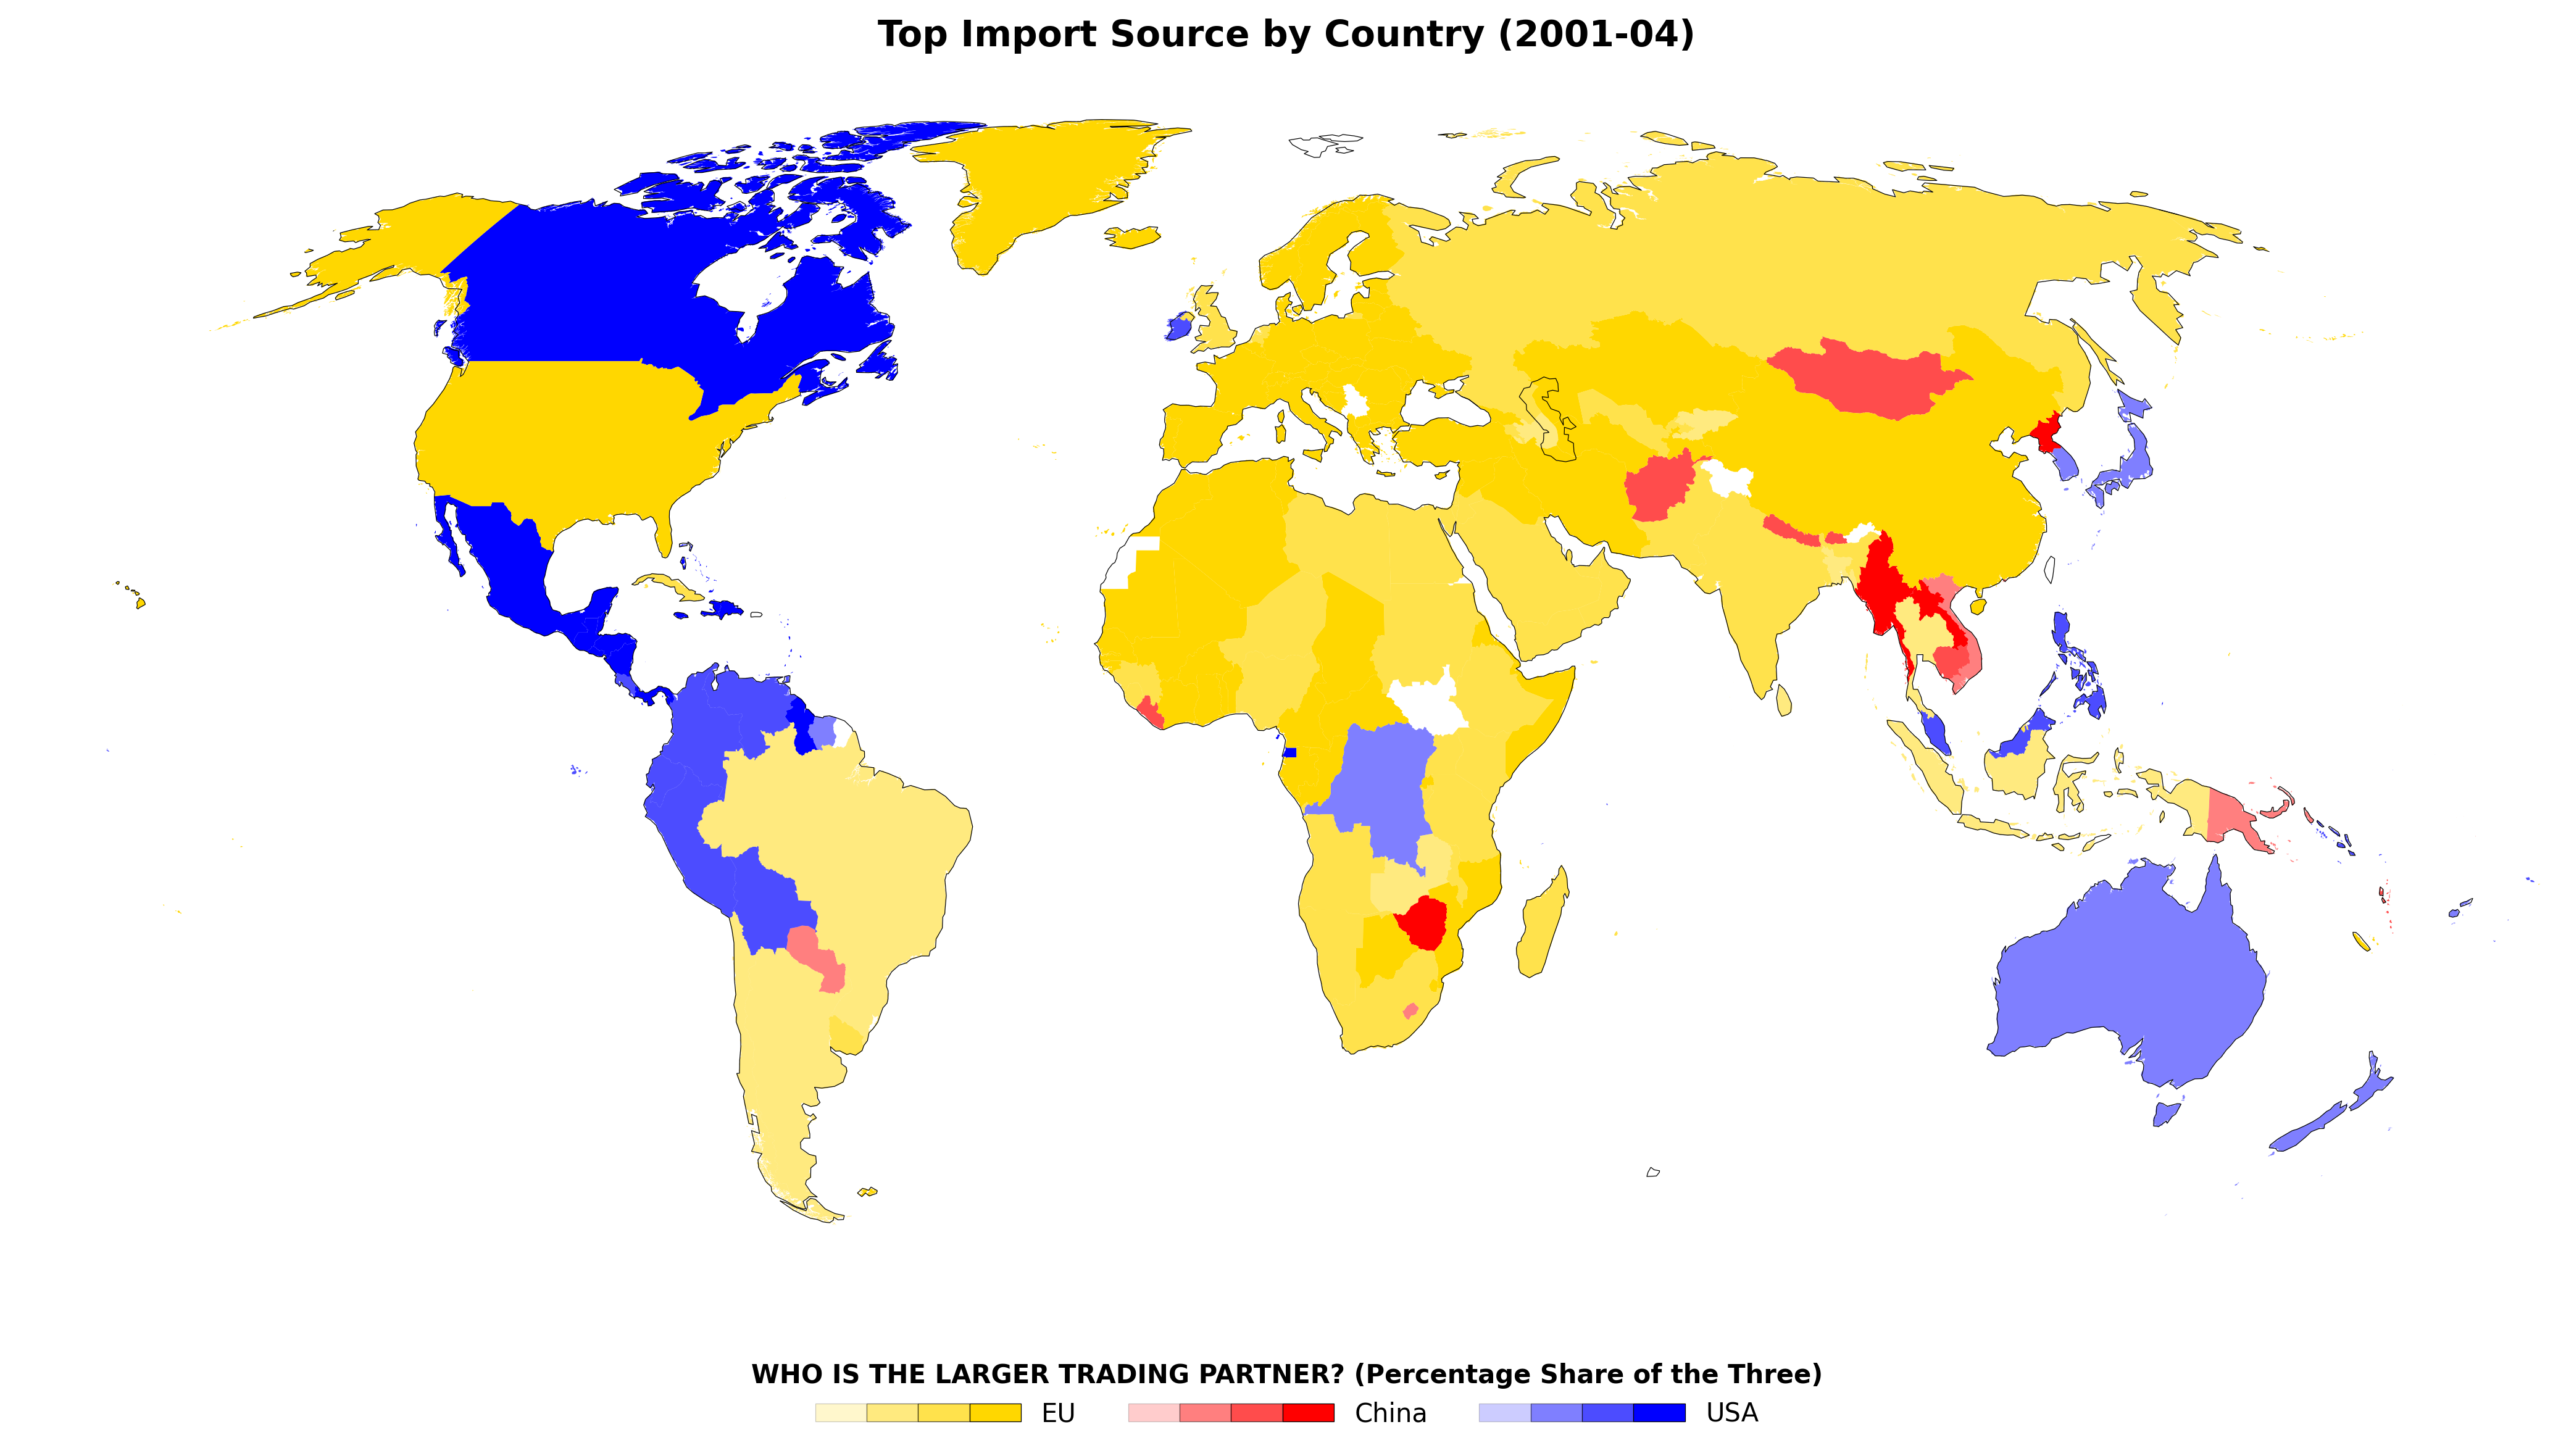 Top Import Source by Country (2001-04)
WHO IS THE LARGER TRADING PARTNER? (Percentage Share of the Three)
EU China USA